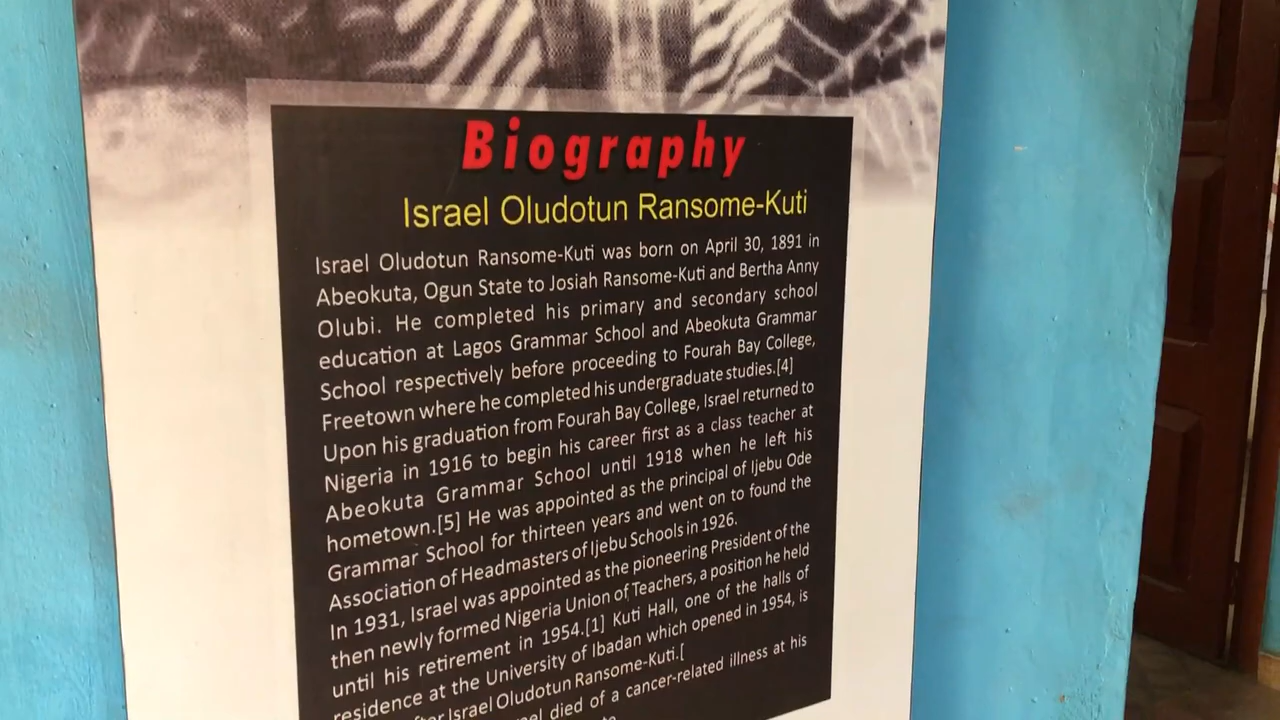 Biography
Israel Oludotun Ransome-Kuti
Israel Oludotun Ransome-Kuti was born on April 30, 1891 in
Abeokuta, Ogun State to Josiah Ransome-Kuti and Bertha Anny
Olubi. He completed his primary and secondary school
education at Lagos Grammar School and Abeokuta Grammar
School respectively before proceeding to Fourah Bay College,
Freetown where he completed his undergraduate studies.[4]
Upon his graduation from Fourah Bay College, Israel returned to
Nigeria in 1916 to begin his career first as a class teacher at
Abeokuta Grammar School until 1918 when he left his
hometown.[5] He was appointed as the principal of Ijebu Ode
Grammar School for thirteen years and went on to found the
Association of Headmasters of Ijebu Schools in 1926.
In 1931, Israel was appointed as the pioneering President of the
then newly formed Nigeria Union of Teachers, a position he held
until his retirement in 1954.[1] Kuti Hall, one of the halls of
residence at the University of Ibadan which opened in 1954, is
Israel Oludotun Ransome-Kuti.[
died of a cancer-related illness at his